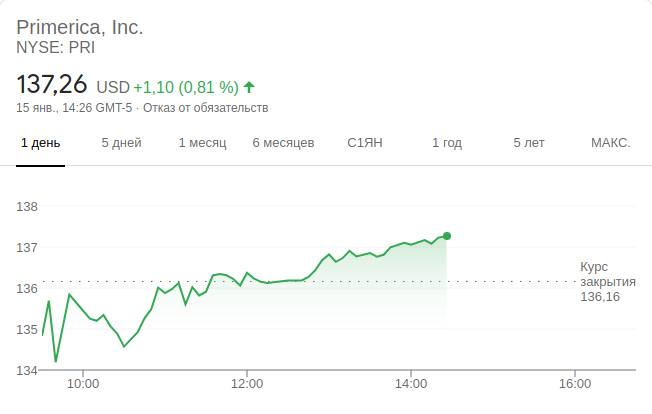 Primerica, Inc.
NYSE: PRI
137,26 USD +1,10 (0,81 %)
15 янв., 14:26 GMT-5 · Отказ от обязательств
1 день 5 дней 1 месяц 6 месяцев С1ЯН 1 год 5 лет МАКС.
138
137
Курс
закрытия
136,16
136
135
134
10:00 12:00 14:00 16:00